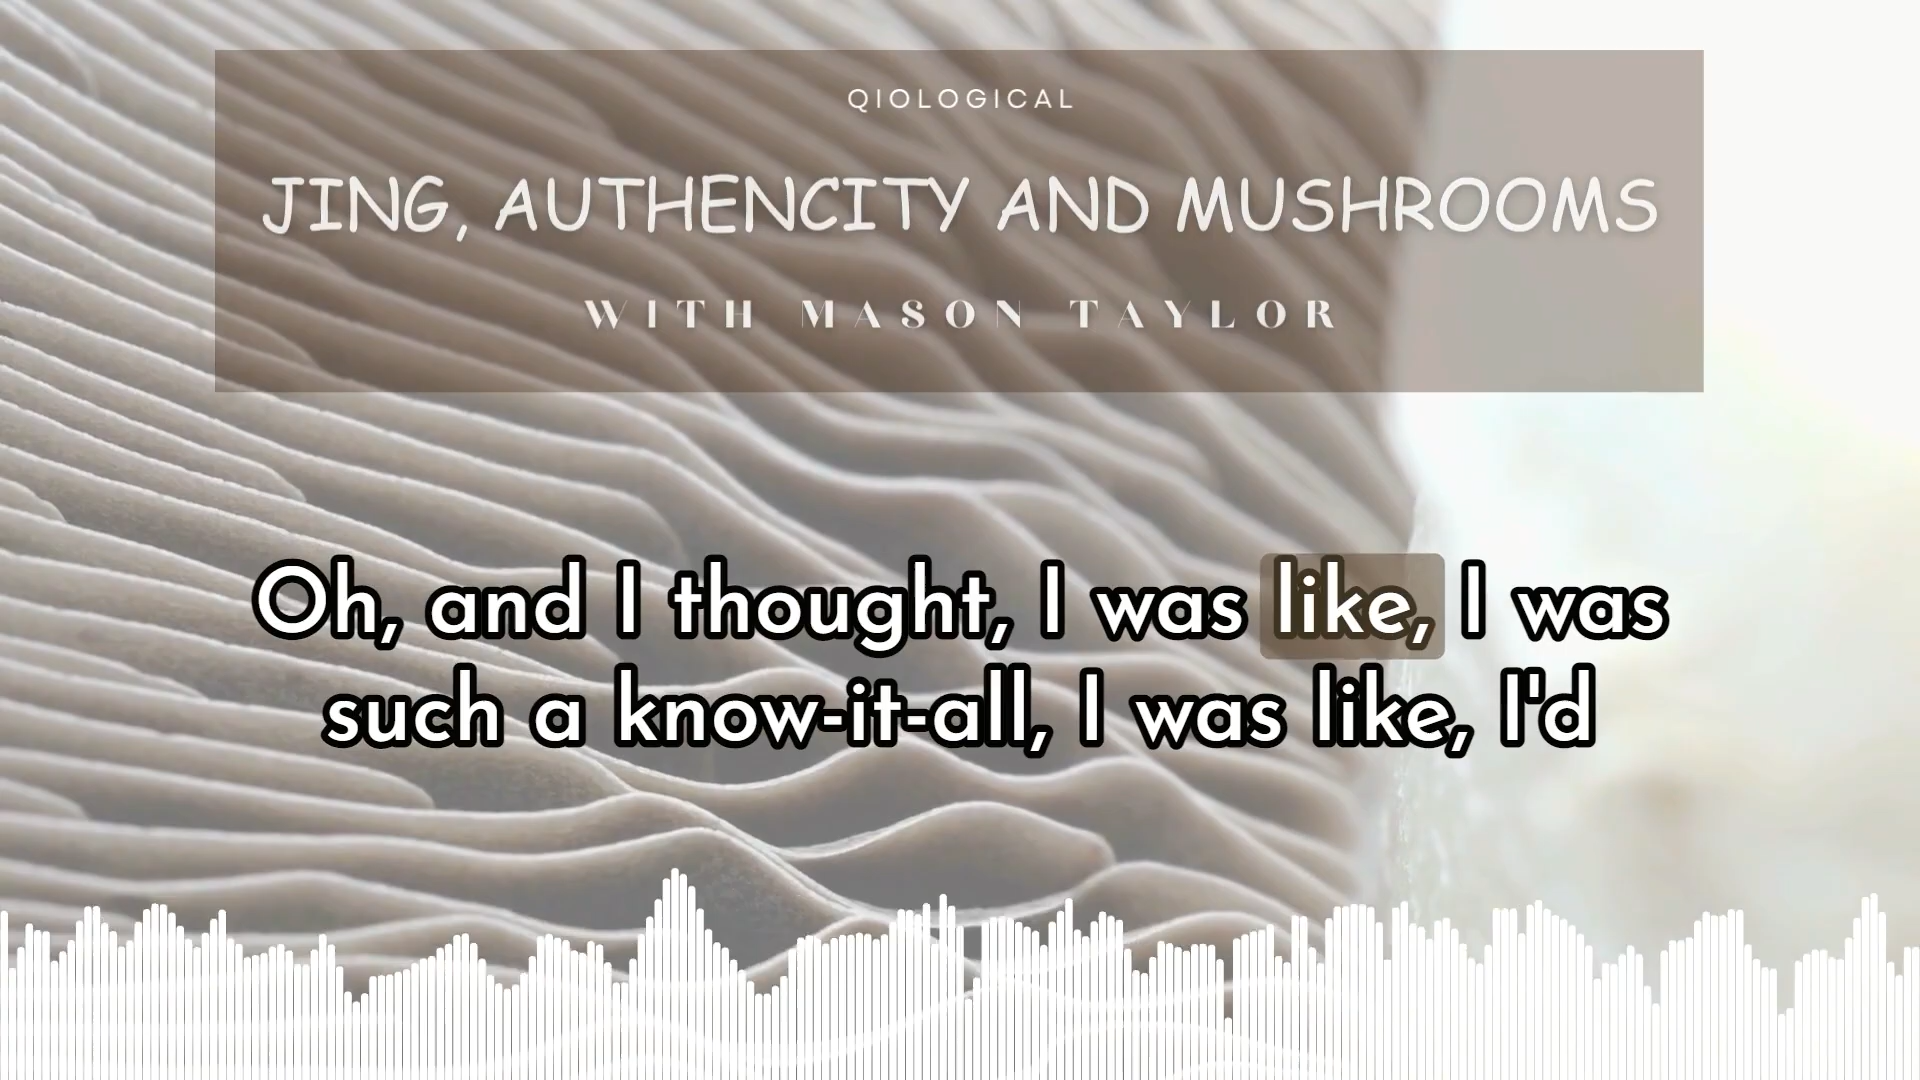 QIOLOGICAL
JING, AUTHENCITY AND MUSHROOMS
WITH MASON TAYLOR
Oh, and I thought, I was like, I was
such a know-it-all, I was like, I'd